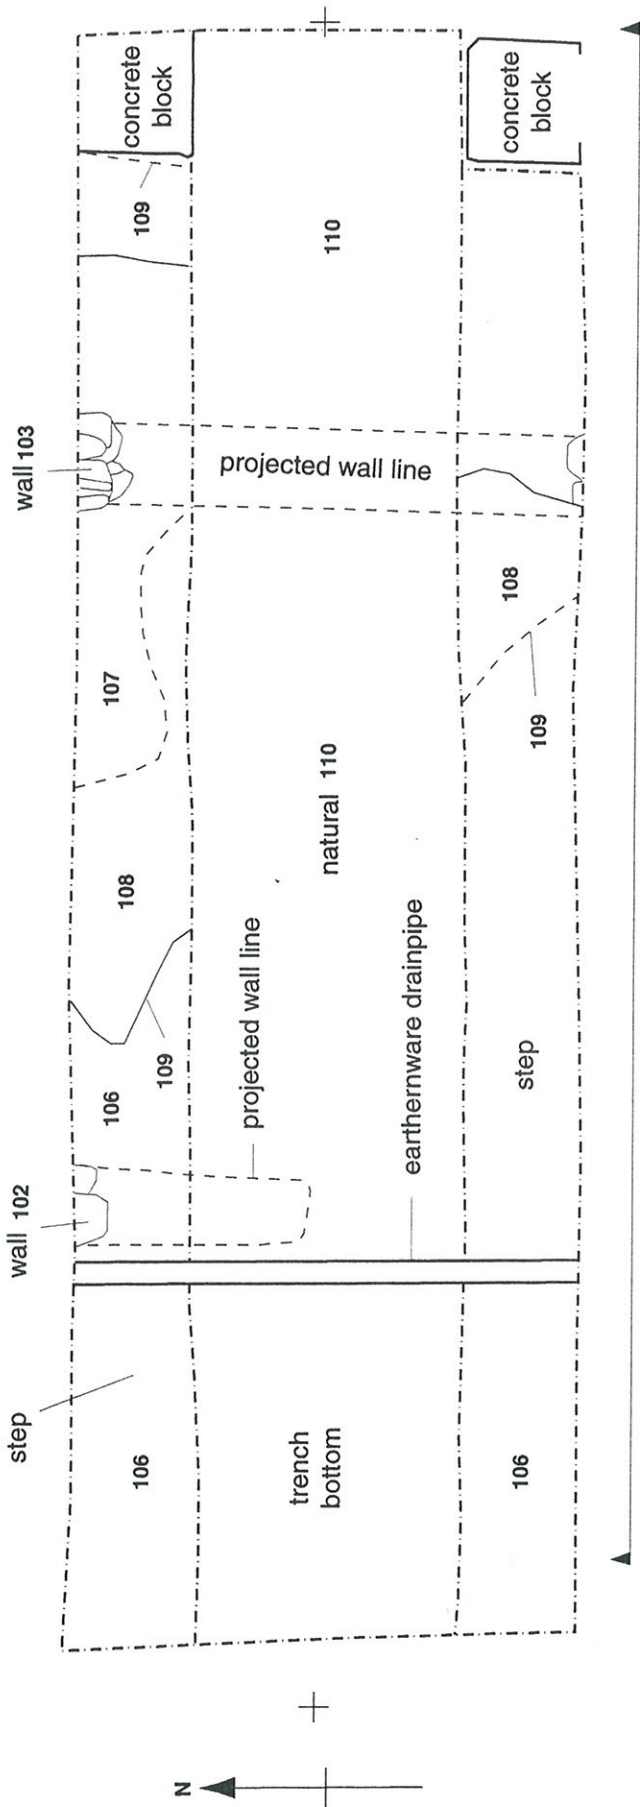 step
wall 102
wall 103
106
106
109
108
107
109
concrete
block
projected wall line
projected wall line
110
natural 110
trench
bottom
earthernware drainpipe
106
step
109
108
concrete
block
N